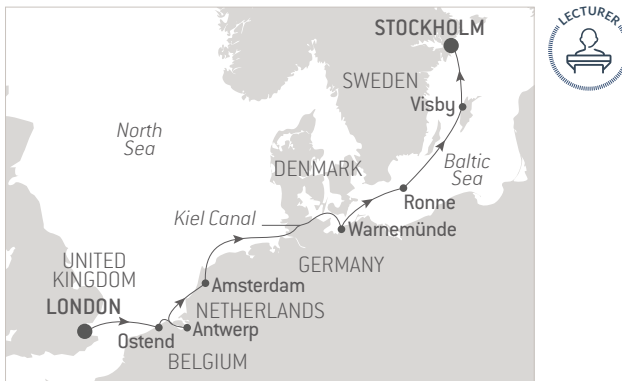 LECTURER
STOCKHOLM
SWEDEN
Visby
North
Sea
DENMARK
Baltic
Sea
Ronne
Kiel Canal
Warnemünde
GERMANY
UNITED
KINGDOM
Amsterdam
LONDON
NETHERLANDS
Ostend
Antwerp
BELGIUM